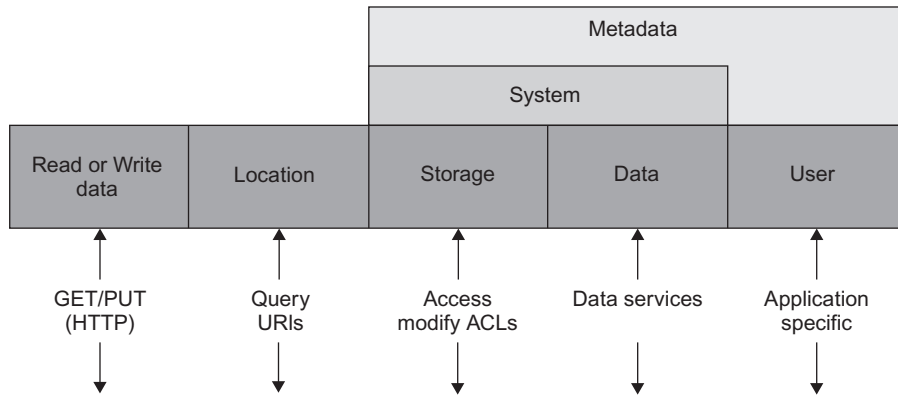 Metadata
System
Read or Write
data
Location
Storage
Data
User
GET/PUT
(HTTP)
Query
URIs
Access
modify ACLs
Data services
Application
specific